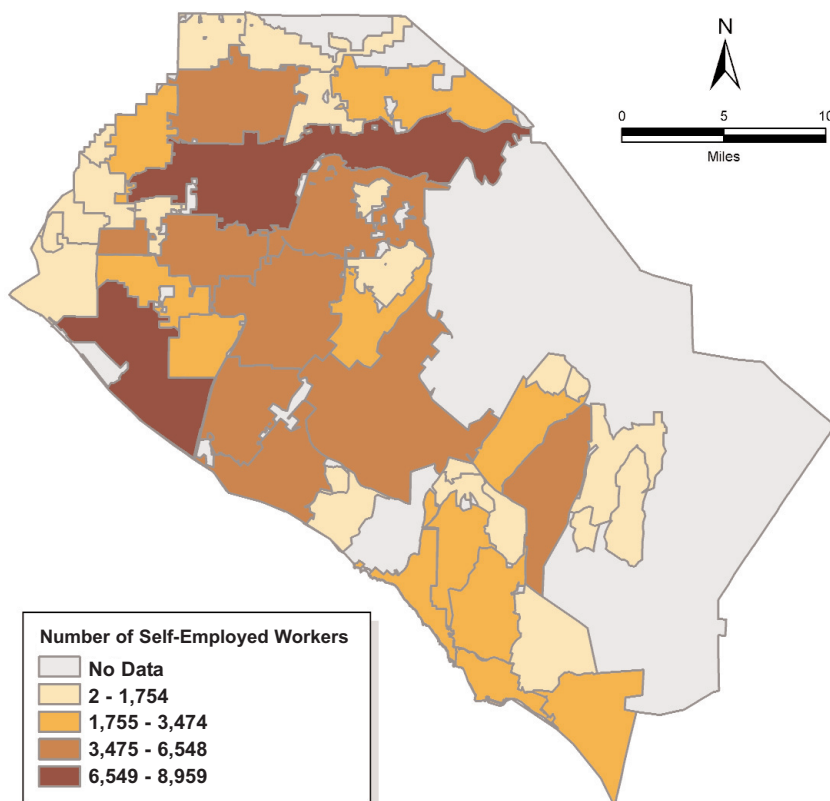 N
0 5 10
Miles
Number of Self-Employed Workers
No Data
2 - 1,754
1,755 - 3,474
3,475 - 6,548
6,549 - 8,959